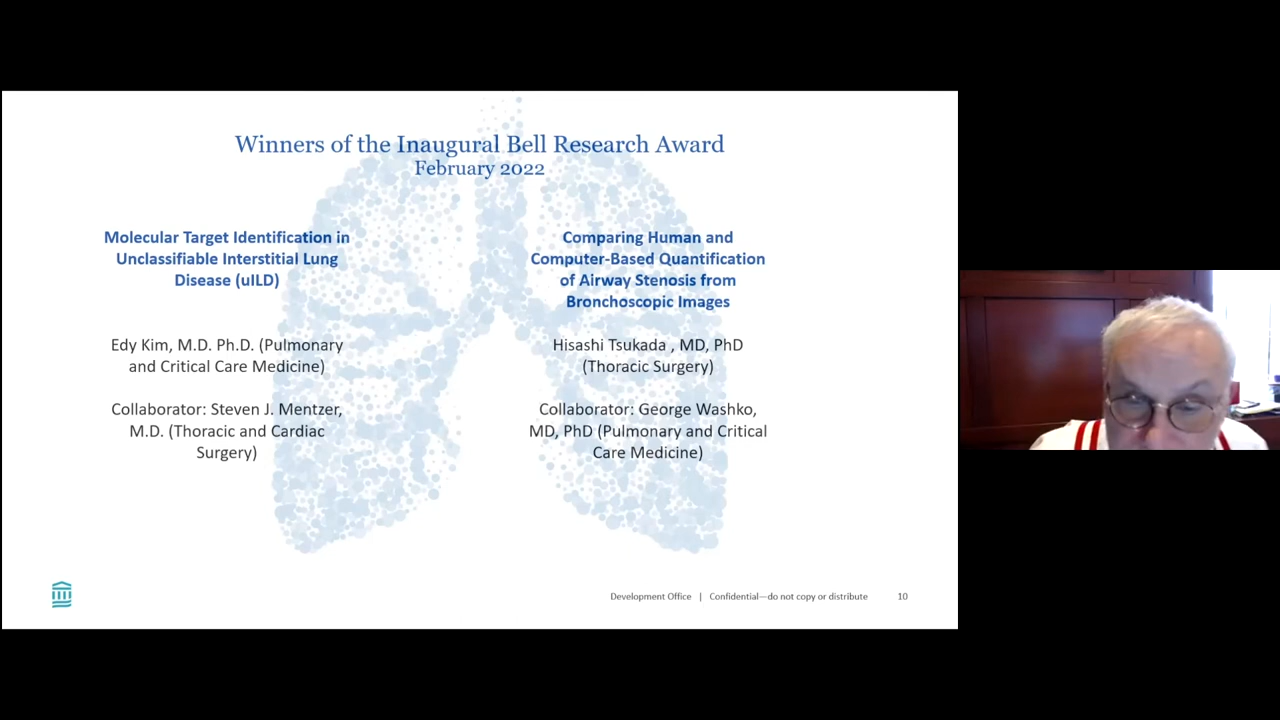 Winners of the Inaugural Bell Research Award
February 2022
Molecular Target Identification in
Unclassifiable Interstitial Lung
Disease (uILD)
Edy Kim, M.D. Ph.D. (Pulmonary
and Critical Care Medicine)
Collaborator: Steven J. Mentzer,
M.D. (Thoracic and Cardiac
Surgery)
Comparing Human and
Computer-Based Quantification
of Airway Stenosis from
Bronchoscopic Images
Hisashi Tsukada , MD, PhD
(Thoracic Surgery)
Collaborator: George Washko,
MD, PhD (Pulmonary and Critical
Care Medicine)
Development Office | Confidential—do not copy or distribute 10